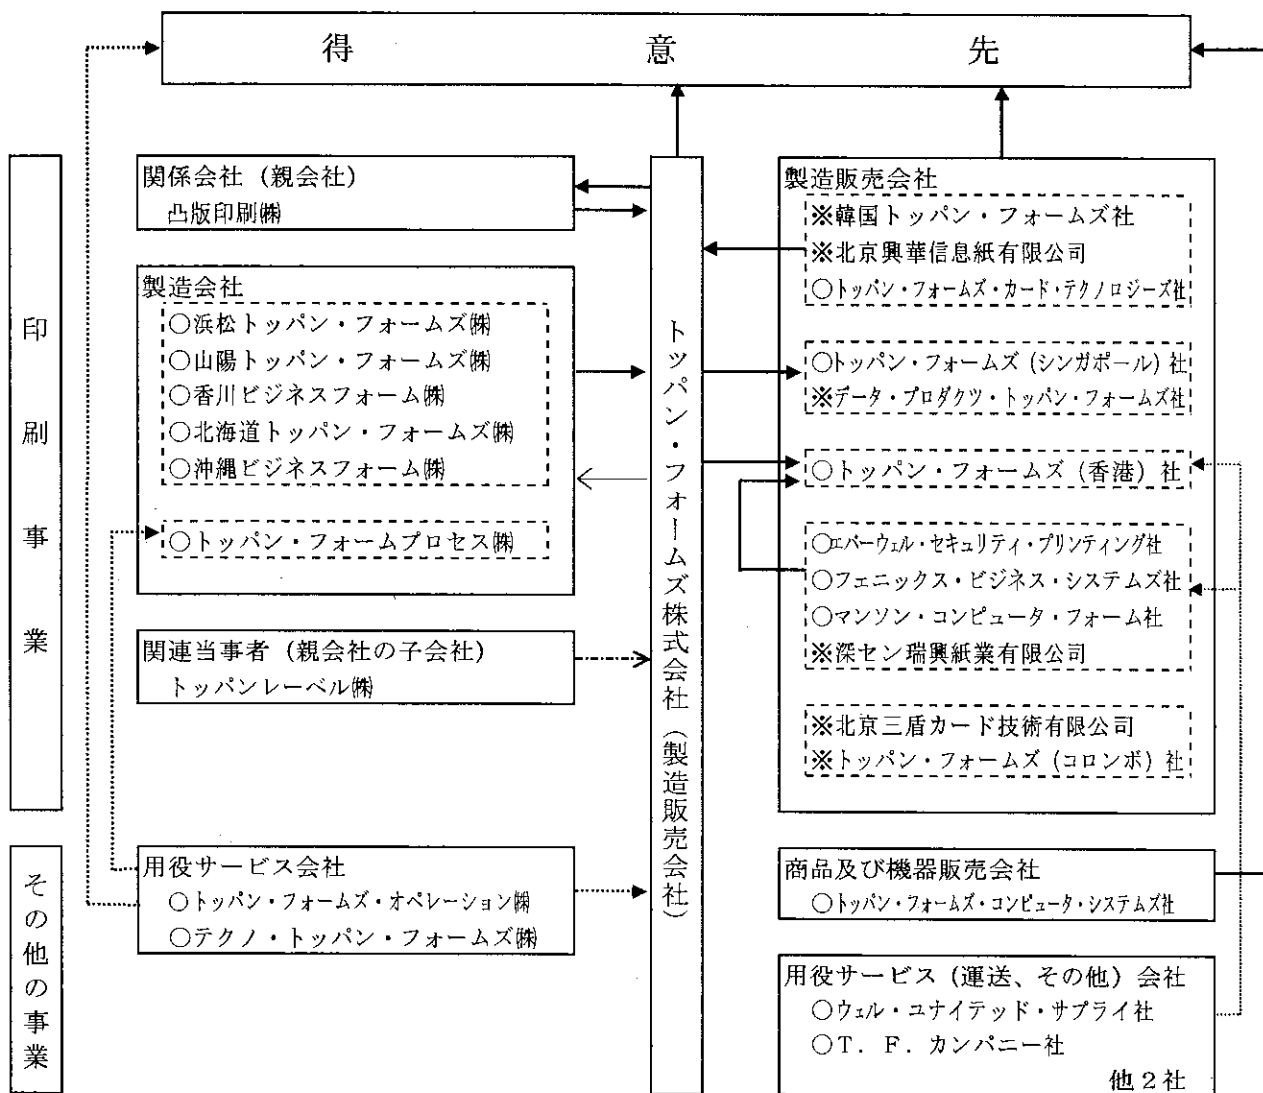 得意先
印刷事業
関係会社（親会社）
凸版印刷㈱
製造会社
○浜松トッパン・フォームズ㈱
○山陽トッパン・フォームズ㈱
○香川ビジネスフォーム㈱
○北海道トッパン・フォームズ㈱
○沖縄ビジネスフォーム㈱
○トッパン・フォームプロセス㈱
関連当事者（親会社の子会社）
トッパンレーベル㈱
トッパン・フォームズ株式会社（製造販売会社）
製造販売会社
※韓国トッパン・フォームズ社
※北京興華信息紙有限公司
○トッパン・フォームズ・カード・テクノロジーズ社
○トッパン・フォームズ（シンガポール）社
※データ・プロダクツ・トッパン・フォームズ社
○トッパン・フォームズ（香港）社
○エバーウェル・セキュリティ・プリンティング社
○フェニックス・ビジネス・システムズ社
○マンソン・コンピュータ・フォーム社
※深セン瑞興紙業有限公司
※北京三盾カード技術有限公司
※トッパン・フォームズ（コロンボ）社
その他の事業
用役サービス会社
○トッパン・フォームズ・オペレーション㈱
○テクノ・トッパン・フォームズ㈱
商品及び機器販売会社
○トッパン・フォームズ・コンピュータ・システムズ社
用役サービス（運送、その他）会社
○ウェル・ユナイテッド・サプライ社
○Ｔ．Ｆ．カンパニー社
他２社